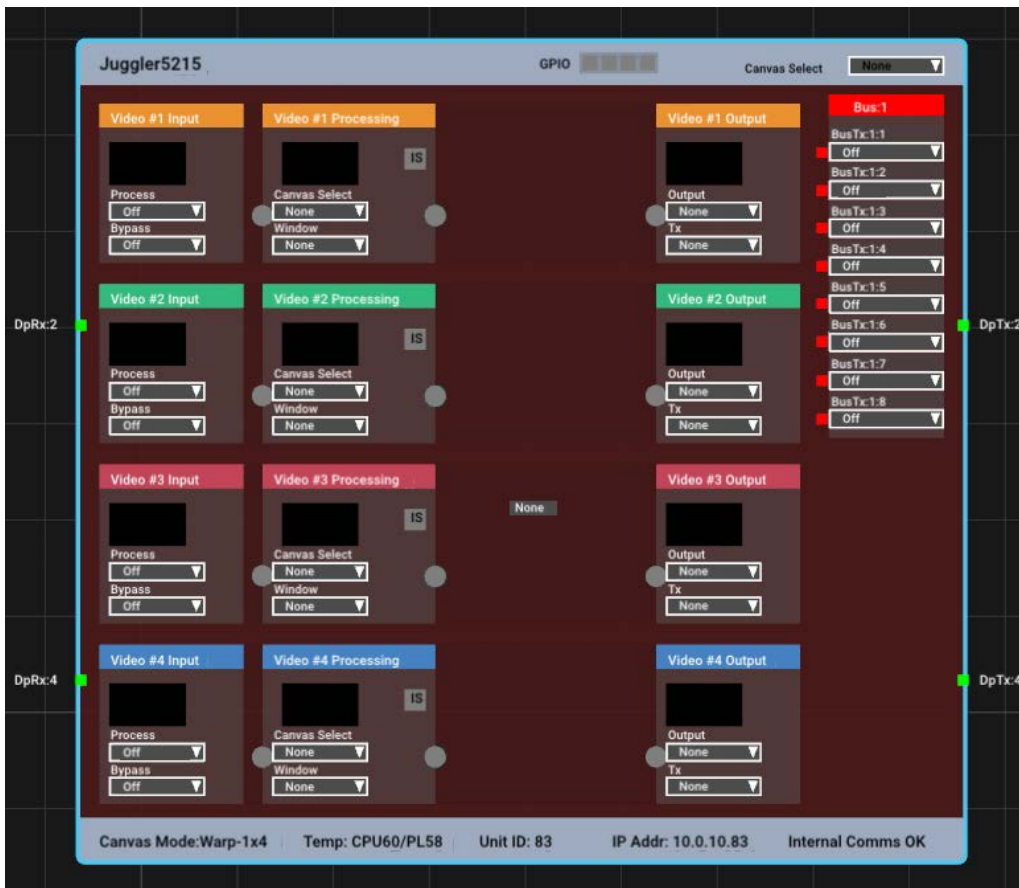 Juggler5215
GPIO
Canvas Select
None
Video #1 Input
Process
Off
Bypass
Off
Video #1 Processing
IS
Canvas Select
None
Window
None
Video #1 Output
Output
None
Tx
None
Bus:1
BusTx:1:1
Off
BusTx:1:2
Off
BusTx:1:3
Off
BusTx:1:4
Off
BusTx:1:5
Off
BusTx:1:6
Off
BusTx:1:7
Off
BusTx:1:8
Off
DpRx:2
Video #2 Input
Process
Off
Bypass
Off
Video #2 Processing
IS
Canvas Select
None
Window
None
Video #2 Output
Output
None
Tx
None
DpTx:2
Video #3 Input
Process
Off
Bypass
Off
Video #3 Processing
IS
Canvas Select
None
Window
None
None
Video #3 Output
Output
None
Tx
None
DpRx:4
Video #4 Input
Process
Off
Bypass
Off
Video #4 Processing
IS
Canvas Select
None
Window
None
Video #4 Output
Output
None
Tx
None
DpTx:4
Canvas Mode:Warp-1x4
Temp: CPU60/PL58
Unit ID: 83
IP Addr: 10.0.10.83
Internal Comms OK